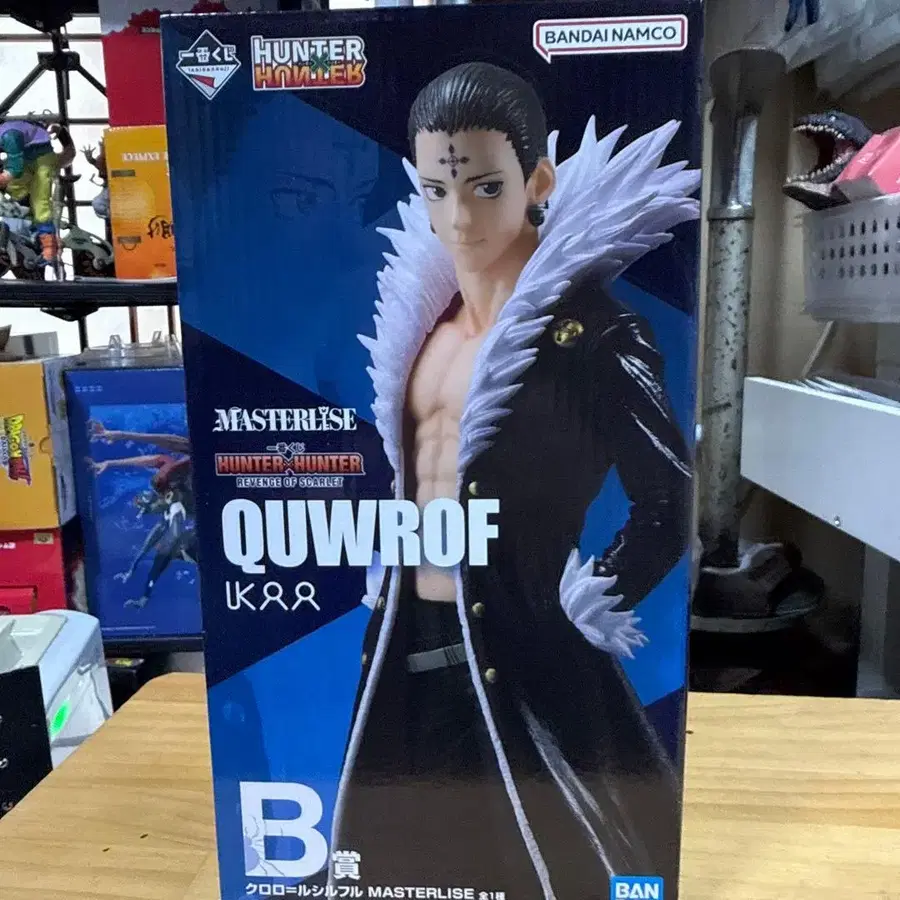 一番くじ
HUNTER×HUNTER
BANDAI NAMCO
MASTERLISE
一番くじ
HUNTER×HUNTER
REVENGE OF SCARLET
QUWROF
B賞
クロロ=ルシルフル MASTERLISE 全1種
BAN